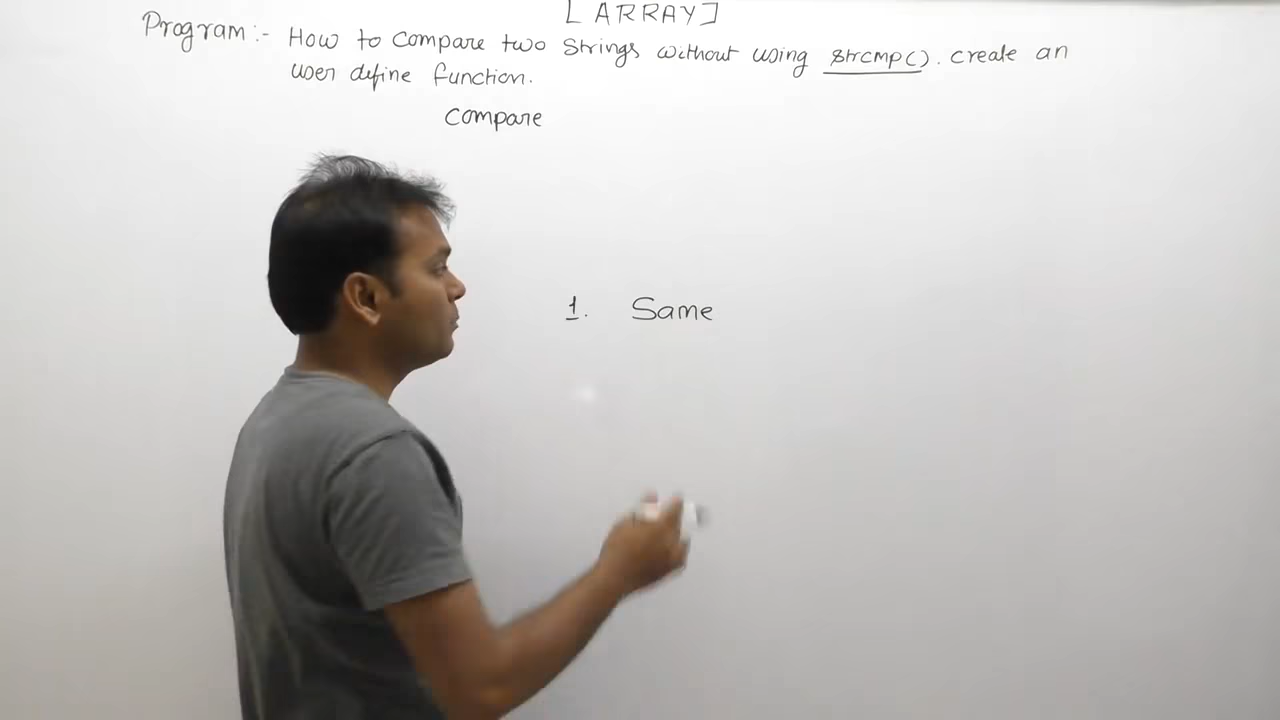 [ARRAY]
Program:- How to Compare two Strings without using strcmp(). create an
user define function.
Compare
1. Same